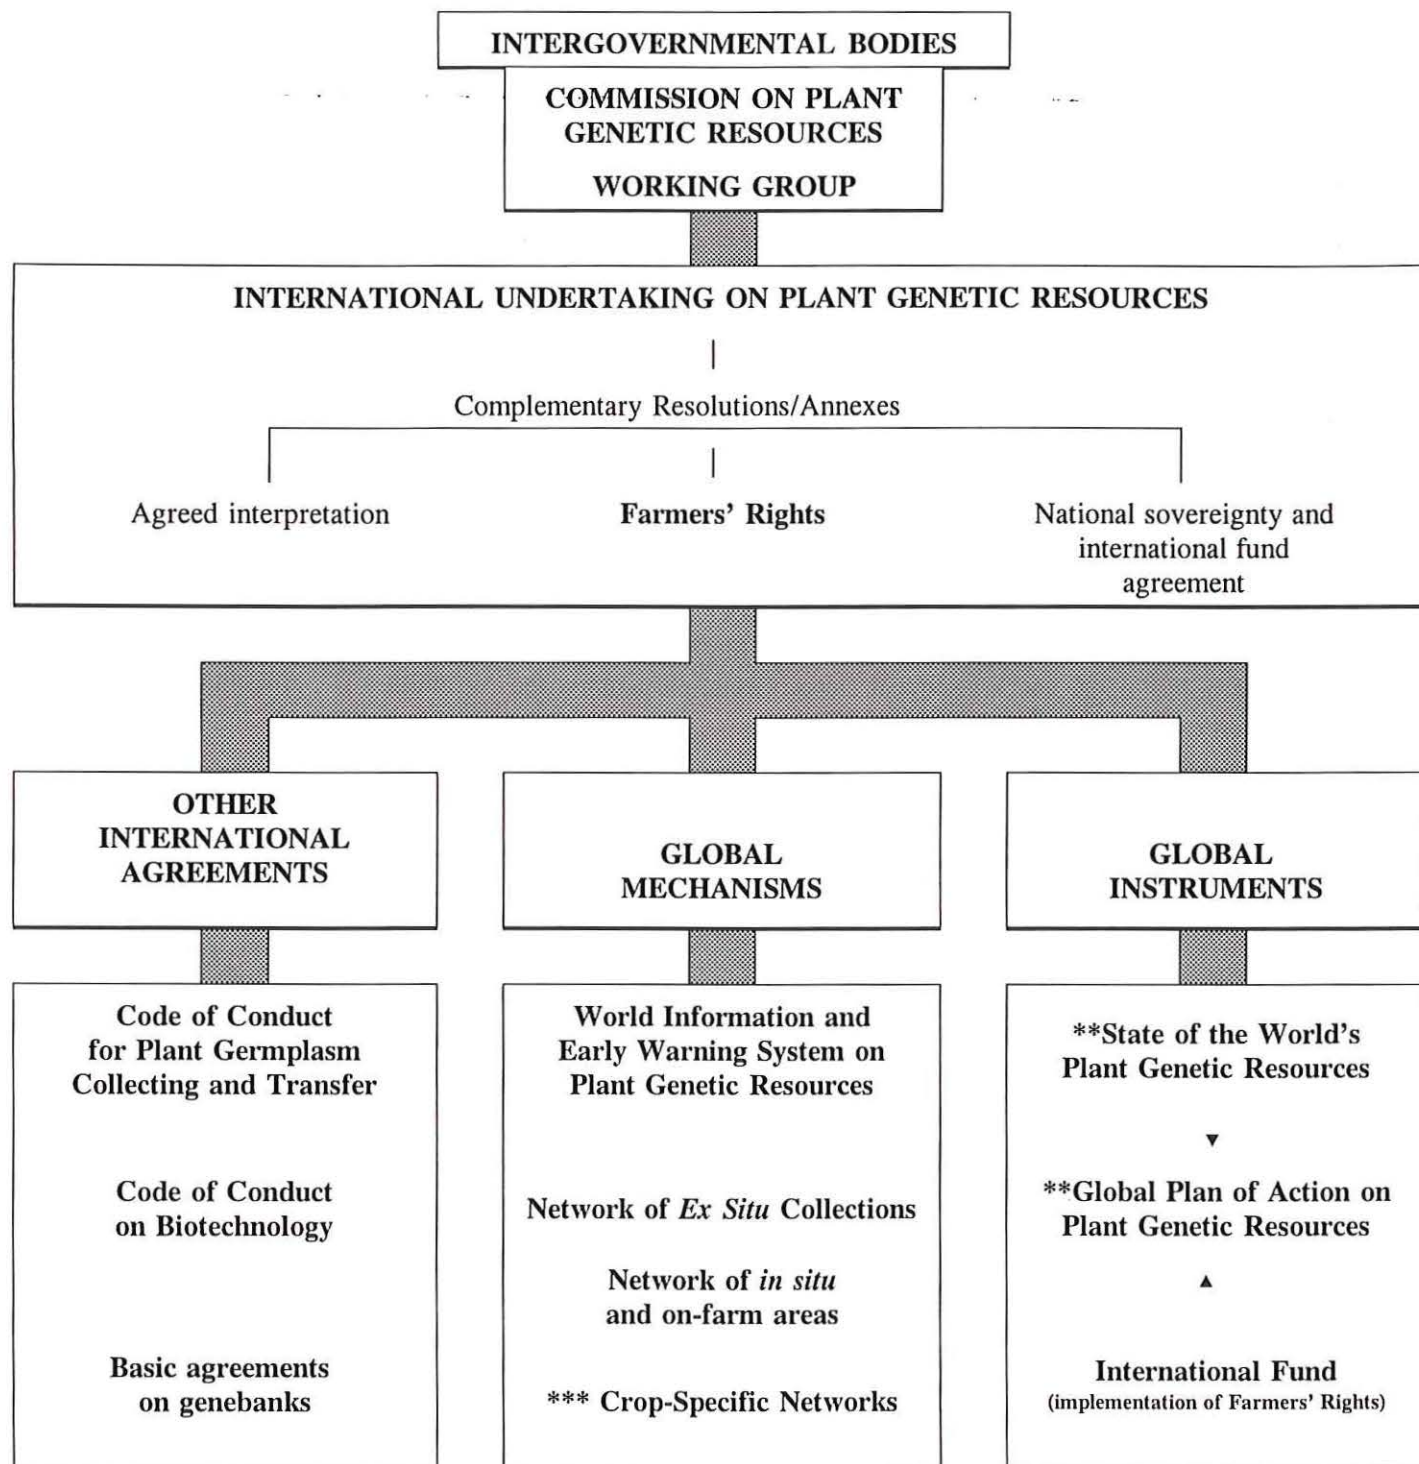 INTERGOVERNMENTAL BODIES
COMMISSION ON PLANT
GENETIC RESOURCES
WORKING GROUP
INTERNATIONAL UNDERTAKING ON PLANT GENETIC RESOURCES
Complementary Resolutions/Annexes
Agreed interpretation
Farmers' Rights
National sovereignty and
international fund
agreement
OTHER
INTERNATIONAL
AGREEMENTS
GLOBAL
MECHANISMS
GLOBAL
INSTRUMENTS
Code of Conduct
for Plant Germplasm
Collecting and Transfer
Code of Conduct
on Biotechnology
Basic agreements
on genebanks
World Information and
Early Warning System on
Plant Genetic Resources
Network of Ex Situ Collections
Network of in situ
and on-farm areas
*** Crop-Specific Networks
**State of the World's
Plant Genetic Resources
**Global Plan of Action on
Plant Genetic Resources
International Fund
(implementation of Farmers' Rights)